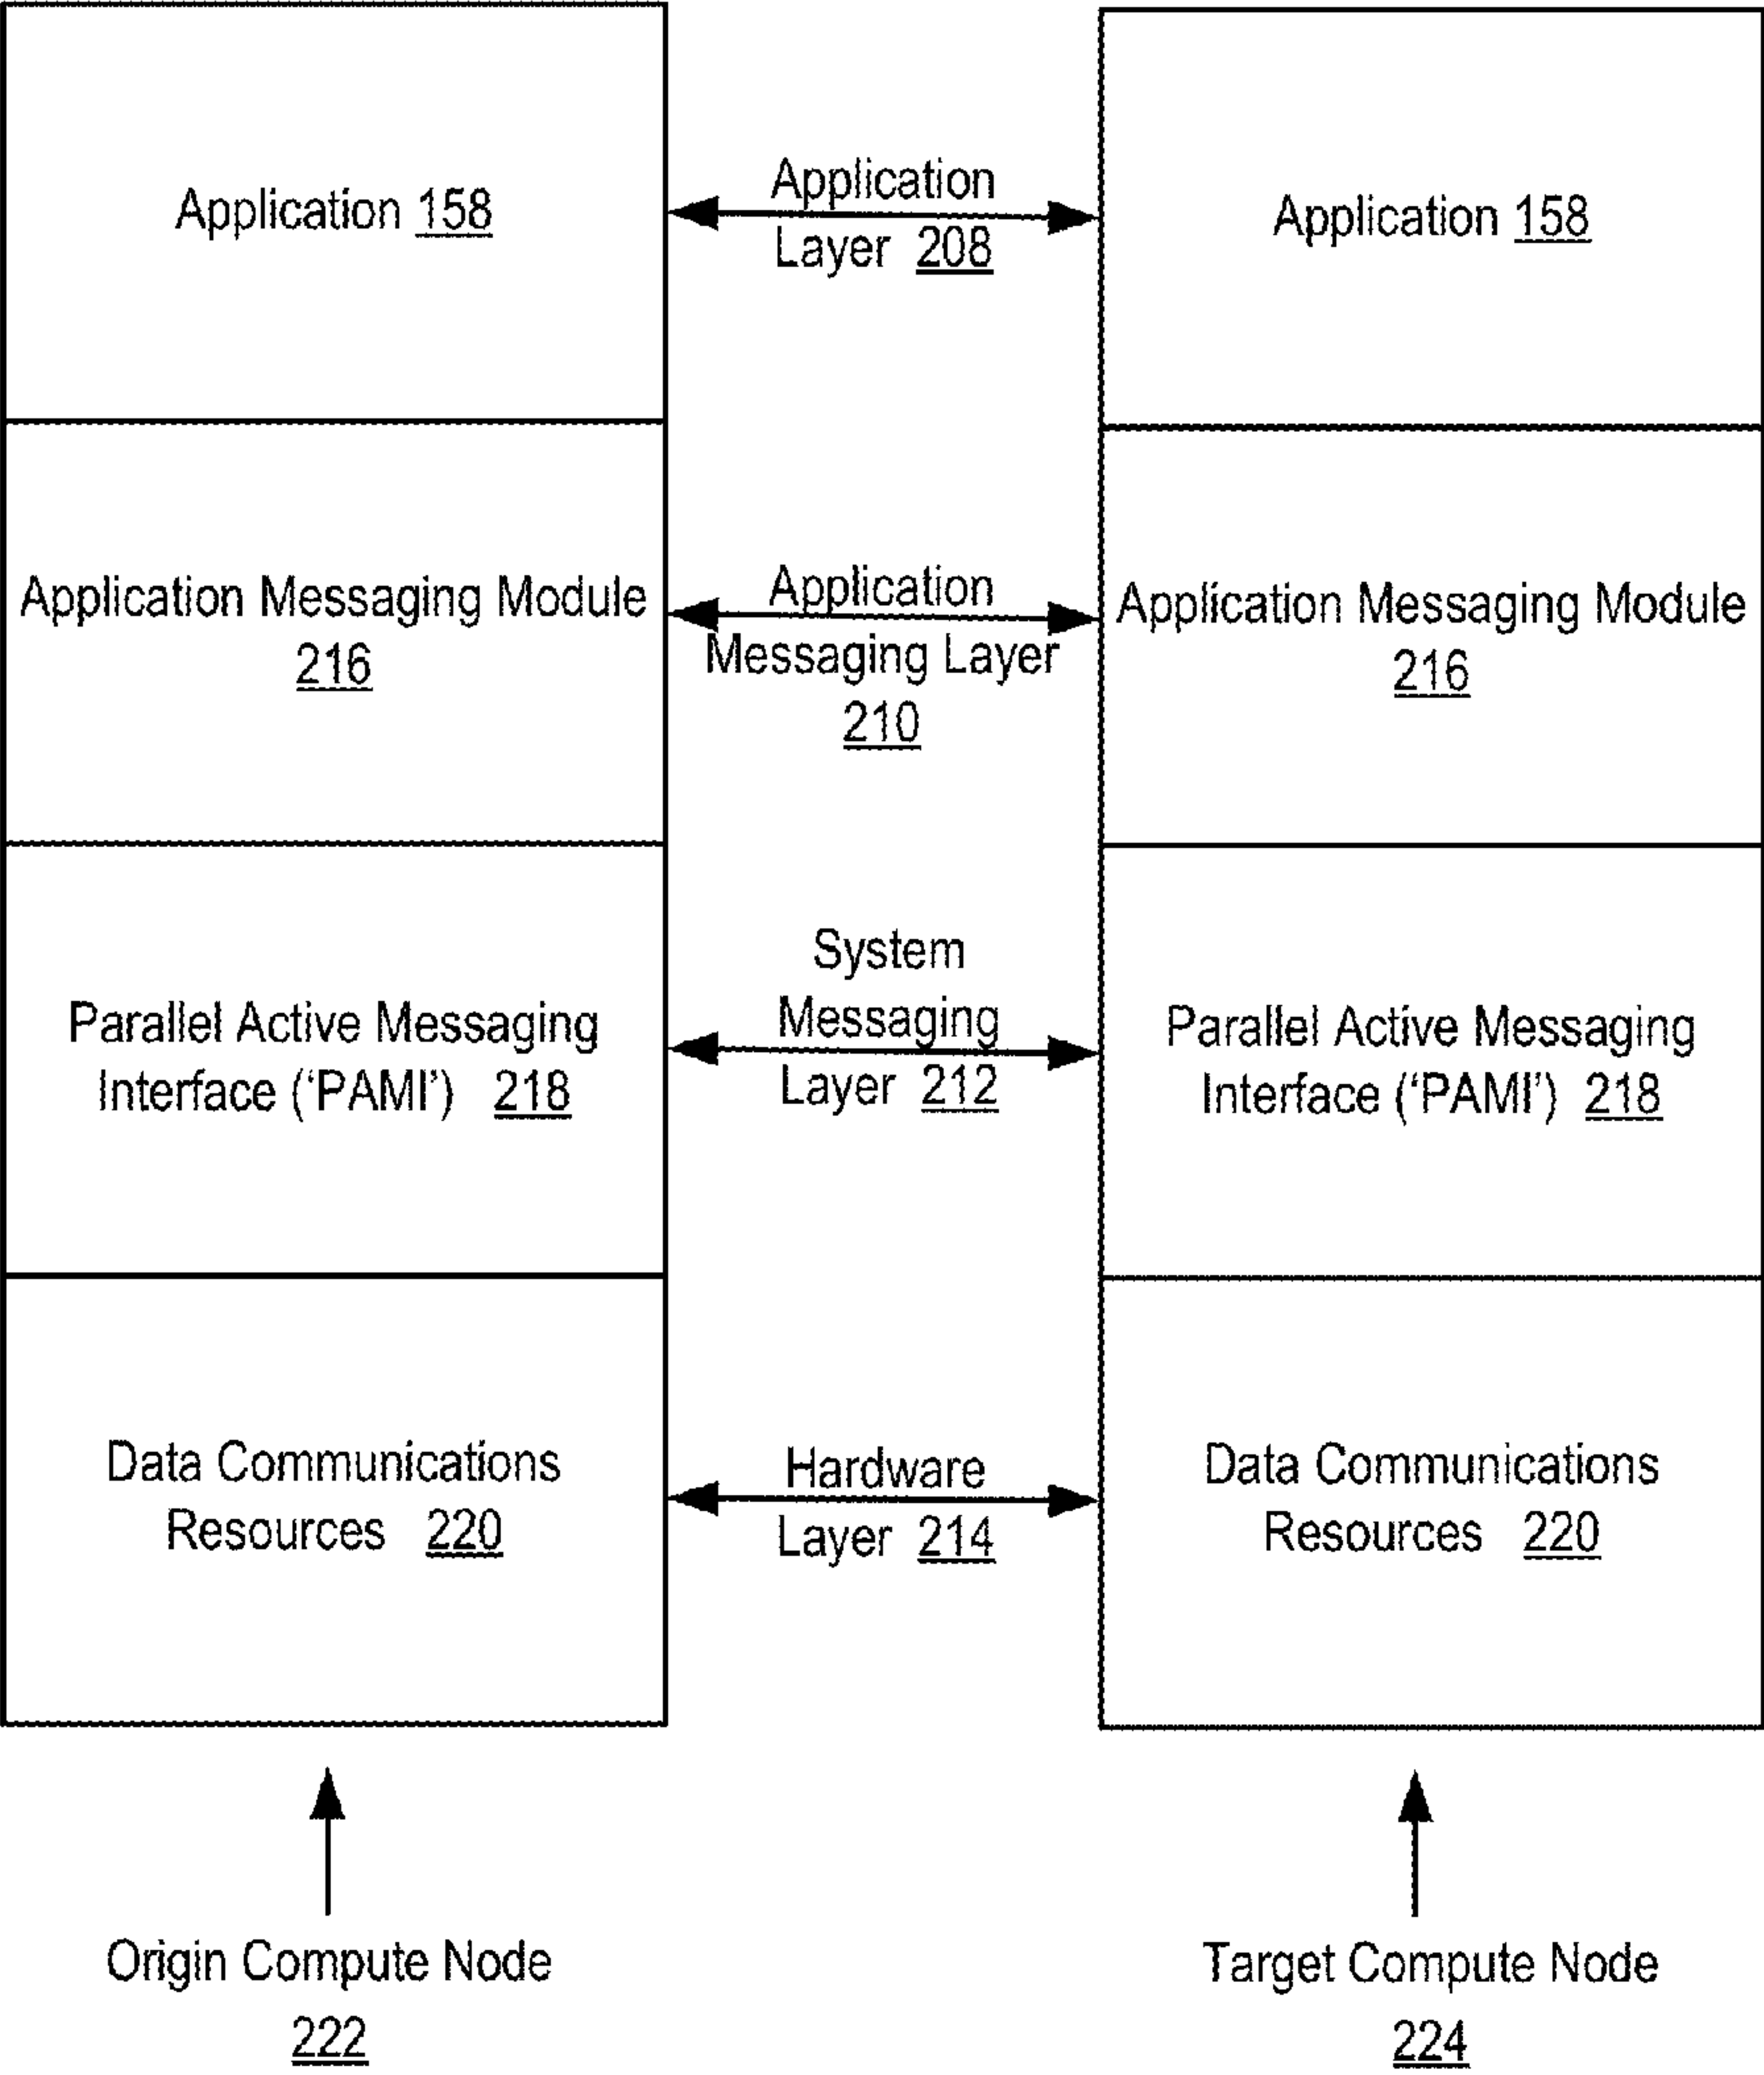 Application 158
Application
Layer 208
Application 158
Application Messaging Module
216
Application
Messaging Layer
210
Application Messaging Module
216
Parallel Active Messaging
Interface (‘PAMI’) 218
System
Messaging
Layer 212
Parallel Active Messaging
Interface (‘PAMI’) 218
Data Communications
Resources 220
Hardware
Layer 214
Data Communications
Resources 220
Origin Compute Node
222
Target Compute Node
224